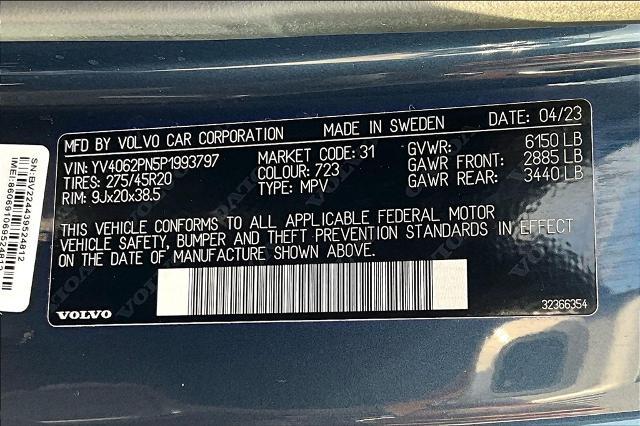 MFD BY VOLVO CAR CORPORATION MADE IN SWEDEN DATE: 04/23
VIN: YV4062PN5P1993797 MARKET CODE: 31 GVWR: 6150 LB
TIRES: 275/45R20 COLOUR: 723 GAWR FRONT: 2885 LB
RIM: 9Jx20x38.5 TYPE: MPV GAWR REAR: 3440 LB
THIS VEHICLE CONFORMS TO ALL APPLICABLE FEDERAL MOTOR
VEHICLE SAFETY, BUMPER AND THEFT PREVENTION STANDARDS IN EFFECT
ON THE DATE OF MANUFACTURE SHOWN ABOVE.
VOLVO
32366354
SN:BV224439524812